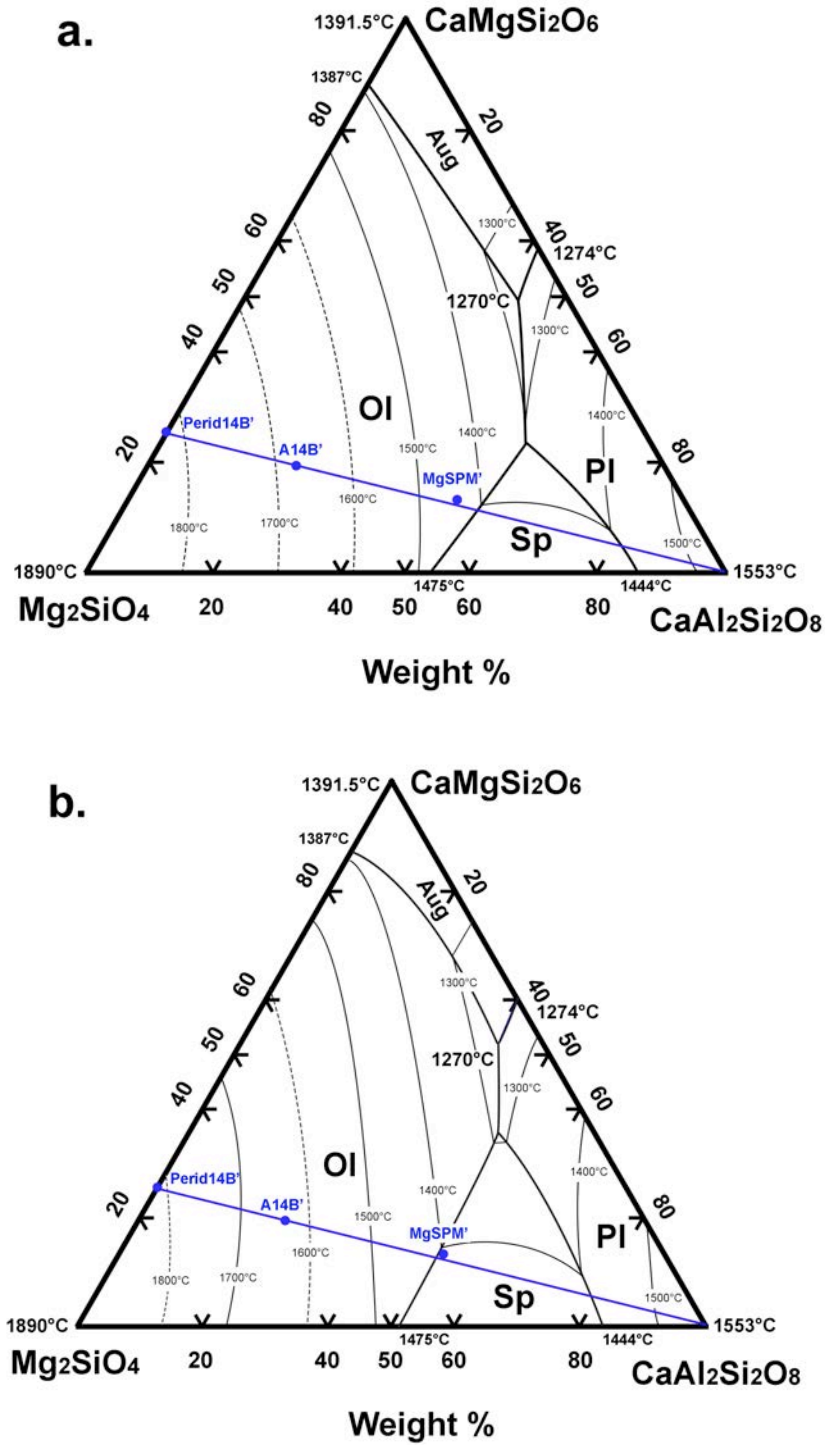 a.
1391.5°C CaMgSi2O6
1387°C
80
20
Aug
1300°C
60
40
1274°C
50
50
1270°C
1300°C
40
60
Ol
1400°C
Perid14B'
1400°C
20
A14B'
1500°C
80
MgSPM'
Pl
1600°C
1700°C
1800°C
Sp
1500°C
1890°C
1475°C
1444°C
1553°C
Mg2SiO4 20 40 50 60 80 CaAl2Si2O8
Weight %
b.
1391.5°C CaMgSi2O6
1387°C
80
20
Aug
1300°C
60
40
1274°C
50
50
1270°C
1300°C
40
60
Ol
1400°C
Perid14B'
1400°C
20
A14B'
1500°C
80
MgSPM'
Pl
1600°C
1700°C
1800°C
Sp
1500°C
1890°C
1475°C
1444°C
1553°C
Mg2SiO4 20 40 50 60 80 CaAl2Si2O8
Weight %